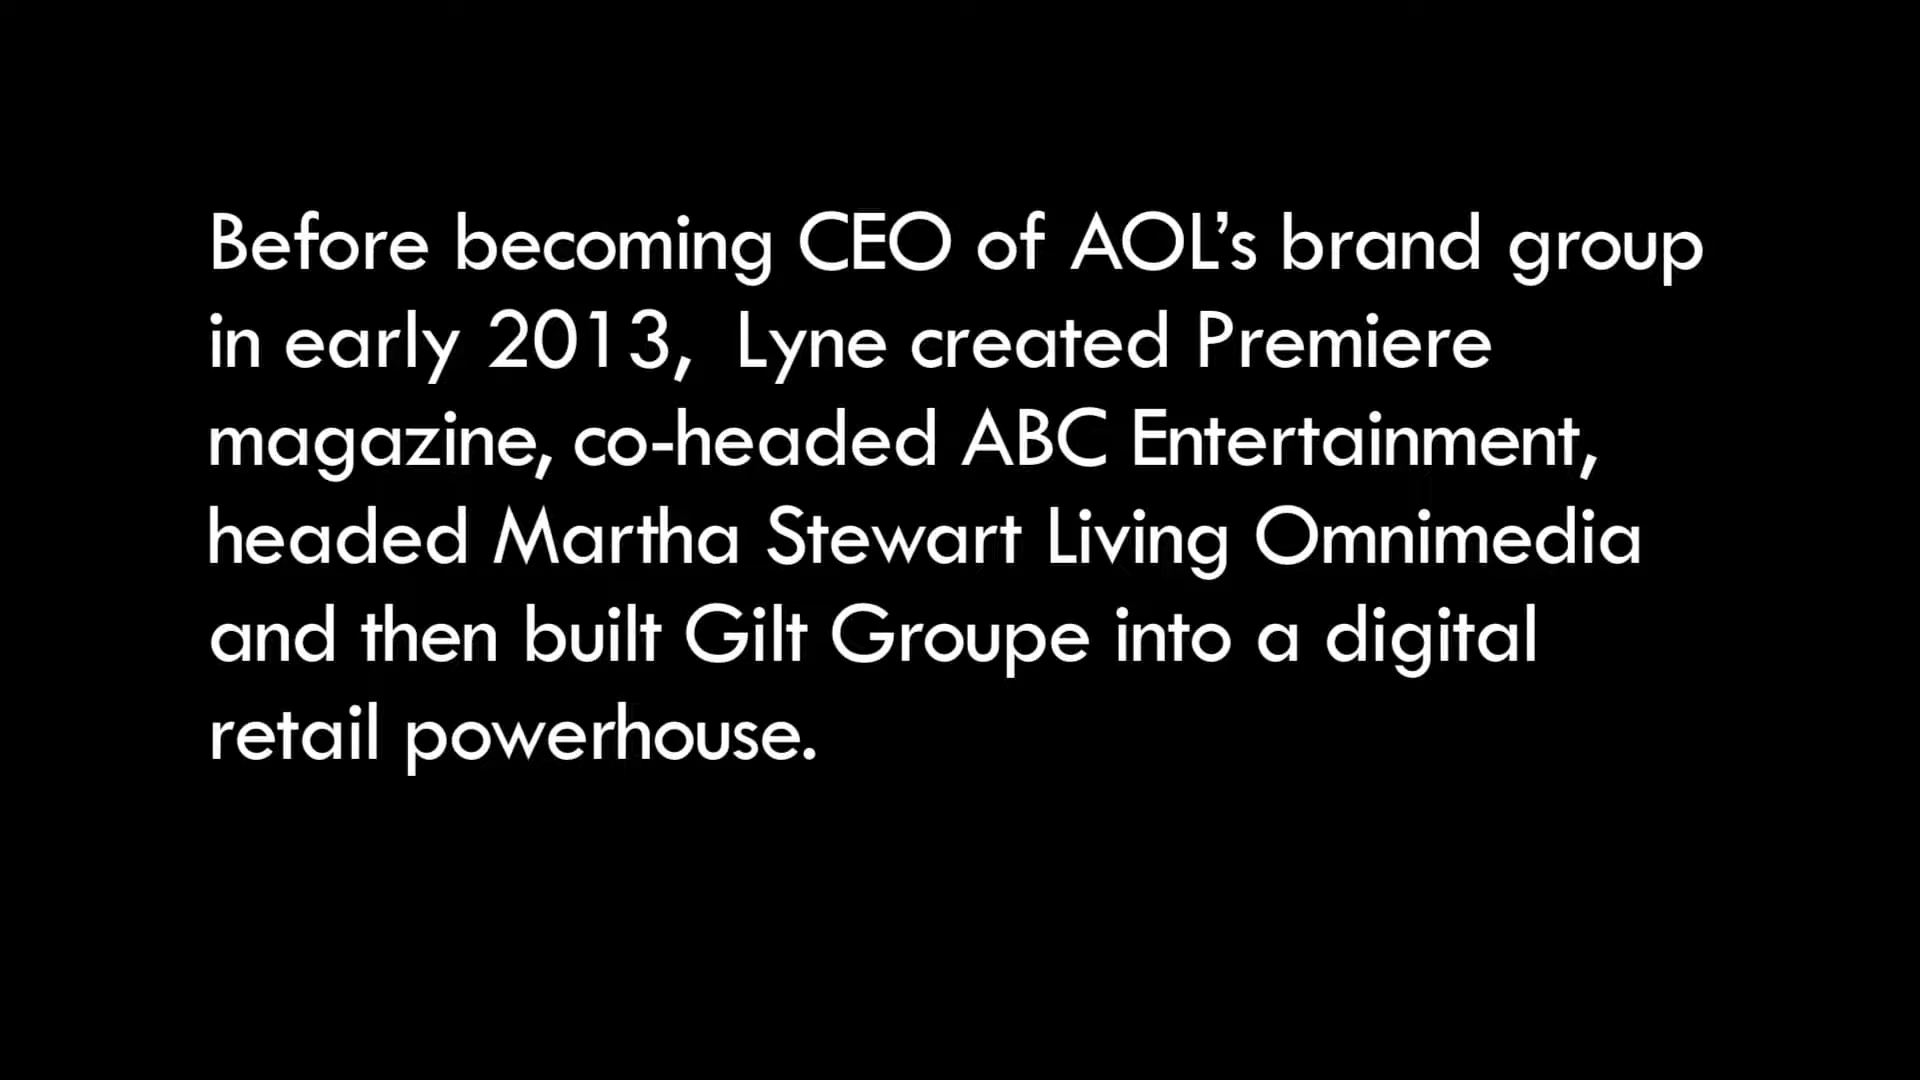 Before becoming CEO of AOL’s brand group
in early 2013,  Lyne created Premiere
magazine, co-headed ABC Entertainment,
headed Martha Stewart Living Omnimedia
and then built Gilt Groupe into a digital
retail powerhouse.